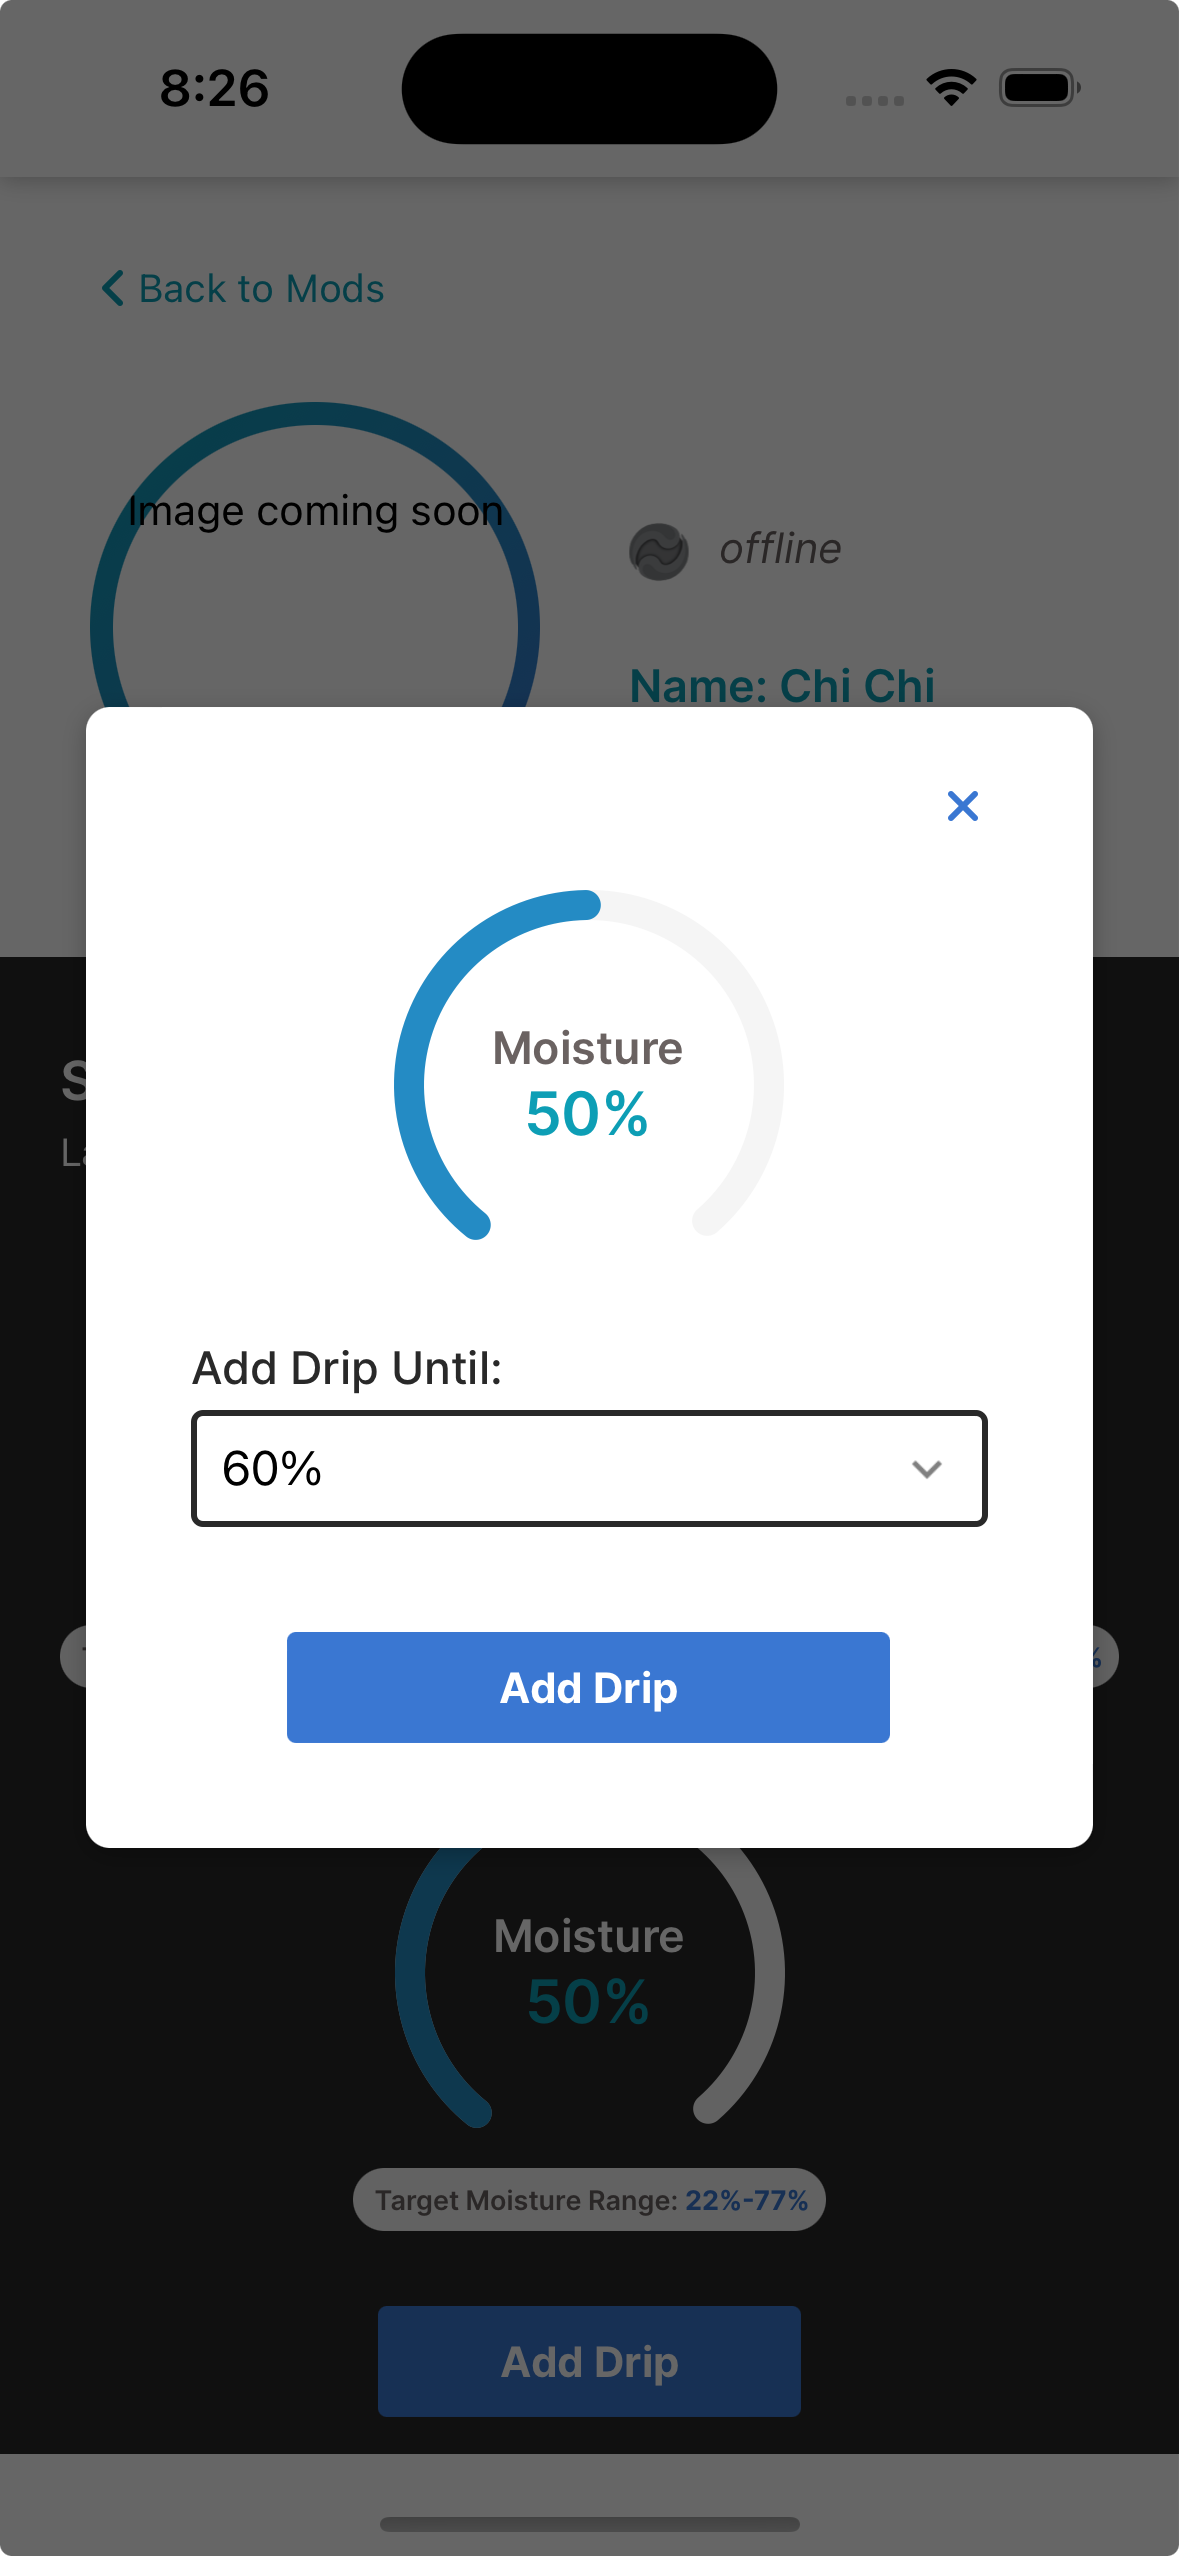 8:26
Back to Mods
Image coming soon
offline
Name: Chi Chi
Moisture
50%
Add Drip Until:
60%
Add Drip
Moisture
50%
Target Moisture Range: 22%-77%
Add Drip